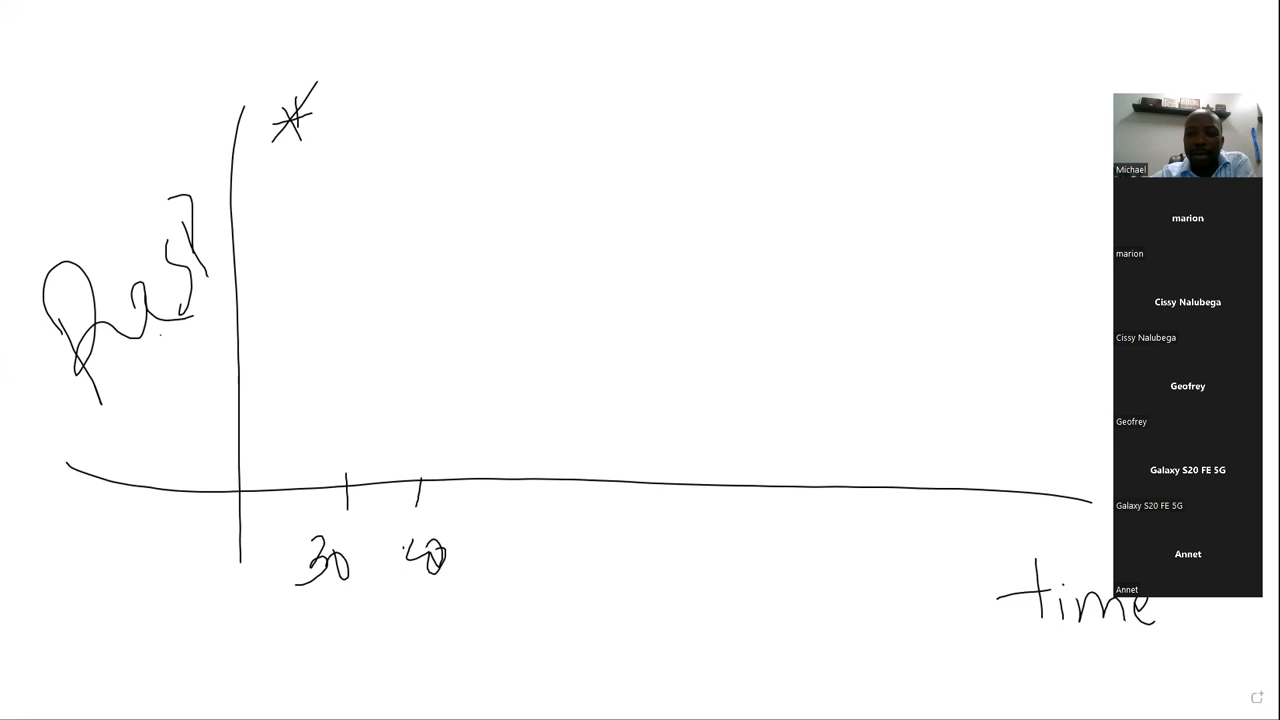 *
30 40
time
Michael
marion
marion
Cissy Nalubega
Cissy Nalubega
Geofrey
Geofrey
Galaxy S20 FE 5G
Galaxy S20 FE 5G
Annet
Annet